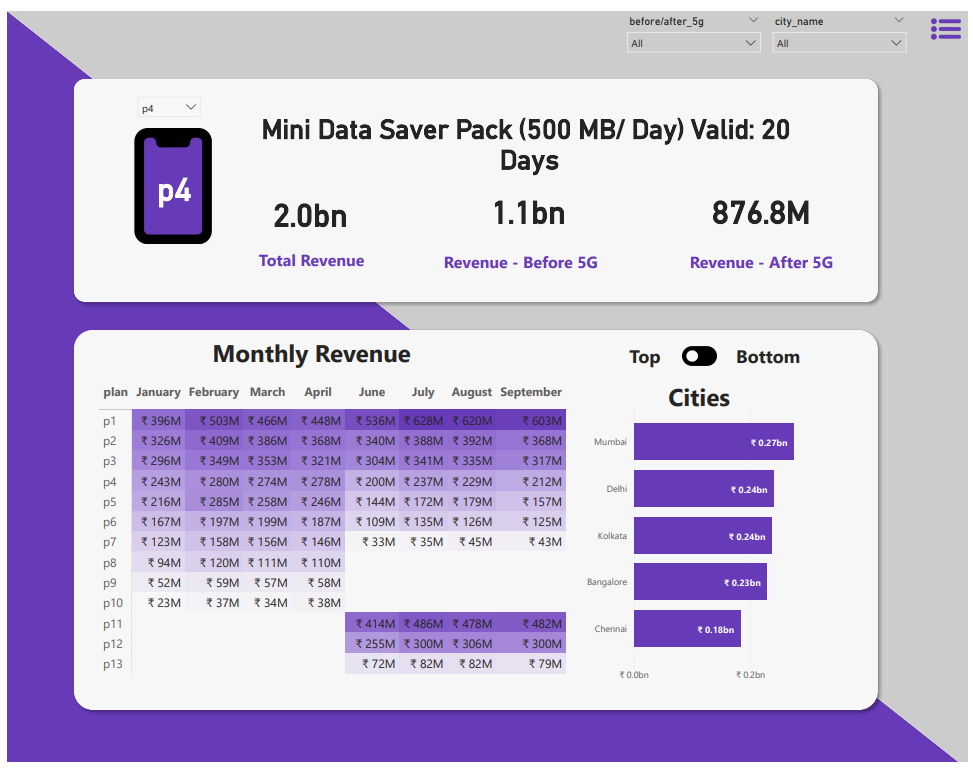 before/after_5g city_name
All All
p4
Mini Data Saver Pack (500 MB/ Day) Valid: 20
Days
p4
2.0bn 1.1bn 876.8M
Total Revenue Revenue - Before 5G Revenue - After 5G
Monthly Revenue
plan January February March April June July August September
p1 ₹ 396M ₹ 503M ₹ 466M ₹ 448M ₹ 536M ₹ 628M ₹ 620M ₹ 603M
p2 ₹ 326M ₹ 409M ₹ 386M ₹ 368M ₹ 340M ₹ 388M ₹ 392M ₹ 368M
p3 ₹ 296M ₹ 349M ₹ 353M ₹ 321M ₹ 304M ₹ 341M ₹ 335M ₹ 317M
p4 ₹ 243M ₹ 280M ₹ 274M ₹ 278M ₹ 200M ₹ 237M ₹ 229M ₹ 212M
p5 ₹ 216M ₹ 285M ₹ 258M ₹ 246M ₹ 144M ₹ 172M ₹ 179M ₹ 157M
p6 ₹ 167M ₹ 197M ₹ 199M ₹ 187M ₹ 109M ₹ 135M ₹ 126M ₹ 125M
p7 ₹ 123M ₹ 158M ₹ 156M ₹ 146M ₹ 33M ₹ 35M ₹ 45M ₹ 43M
p8 ₹ 94M ₹ 120M ₹ 111M ₹ 110M
p9 ₹ 52M ₹ 59M ₹ 57M ₹ 58M
p10 ₹ 23M ₹ 37M ₹ 34M ₹ 38M
p11 ₹ 414M ₹ 486M ₹ 478M ₹ 482M
p12 ₹ 255M ₹ 300M ₹ 306M ₹ 300M
p13 ₹ 72M ₹ 82M ₹ 82M ₹ 79M
Top Bottom
Cities
Mumbai ₹ 0.27bn
Delhi ₹ 0.24bn
Kolkata ₹ 0.24bn
Bangalore ₹ 0.23bn
Chennai ₹ 0.18bn
₹ 0.0bn ₹ 0.2bn